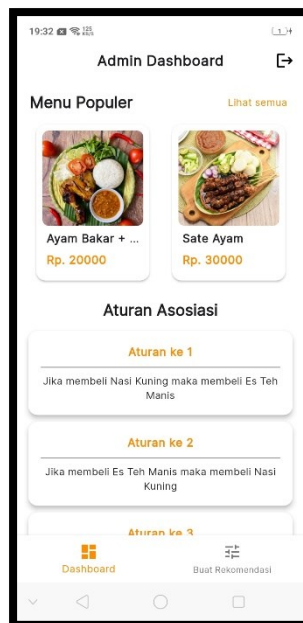 19:32
Admin Dashboard
Menu Populer
Lihat semua
Ayam Bakar + ...
Rp. 20000
Sate Ayam
Rp. 30000
Aturan Asosiasi
Aturan ke 1
Jika membeli Nasi Kuning maka membeli Es Teh
Manis
Aturan ke 2
Jika membeli Es Teh Manis maka membeli Nasi
Kuning
Aturan ke 3
Dashboard
Buat Rekomendasi